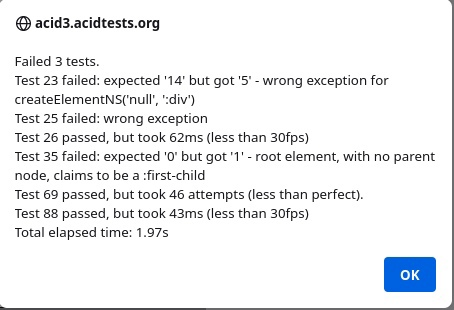 acid3.acidtests.org
Failed 3 tests.
Test 23 failed: expected '14' but got '5' - wrong exception for
createElementNS('null', ':div')
Test 25 failed: wrong exception
Test 26 passed, but took 62ms (less than 30fps)
Test 35 failed: expected '0' but got '1' - root element, with no parent
node, claims to be a :first-child
Test 69 passed, but took 46 attempts (less than perfect).
Test 88 passed, but took 43ms (less than 30fps)
Total elapsed time: 1.97s
OK